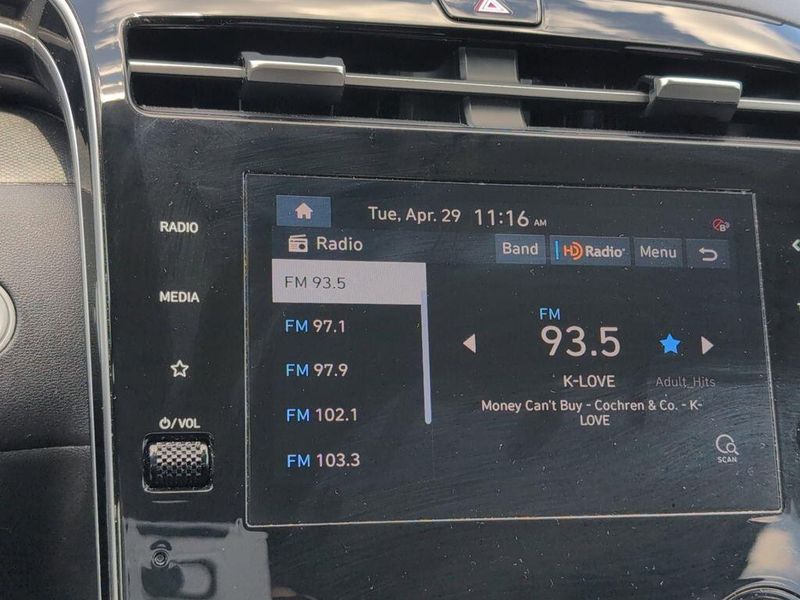 Tue, Apr. 29 11:16 AM
Radio
Band
HD Radio
Menu
RADIO
MEDIA
⏻/VOL
FM 93.5
FM 97.1
FM 97.9
FM 102.1
FM 103.3
FM
93.5
K-LOVE
Adult_Hits
Money Can't Buy - Cochren & Co. - K-
LOVE
SCAN